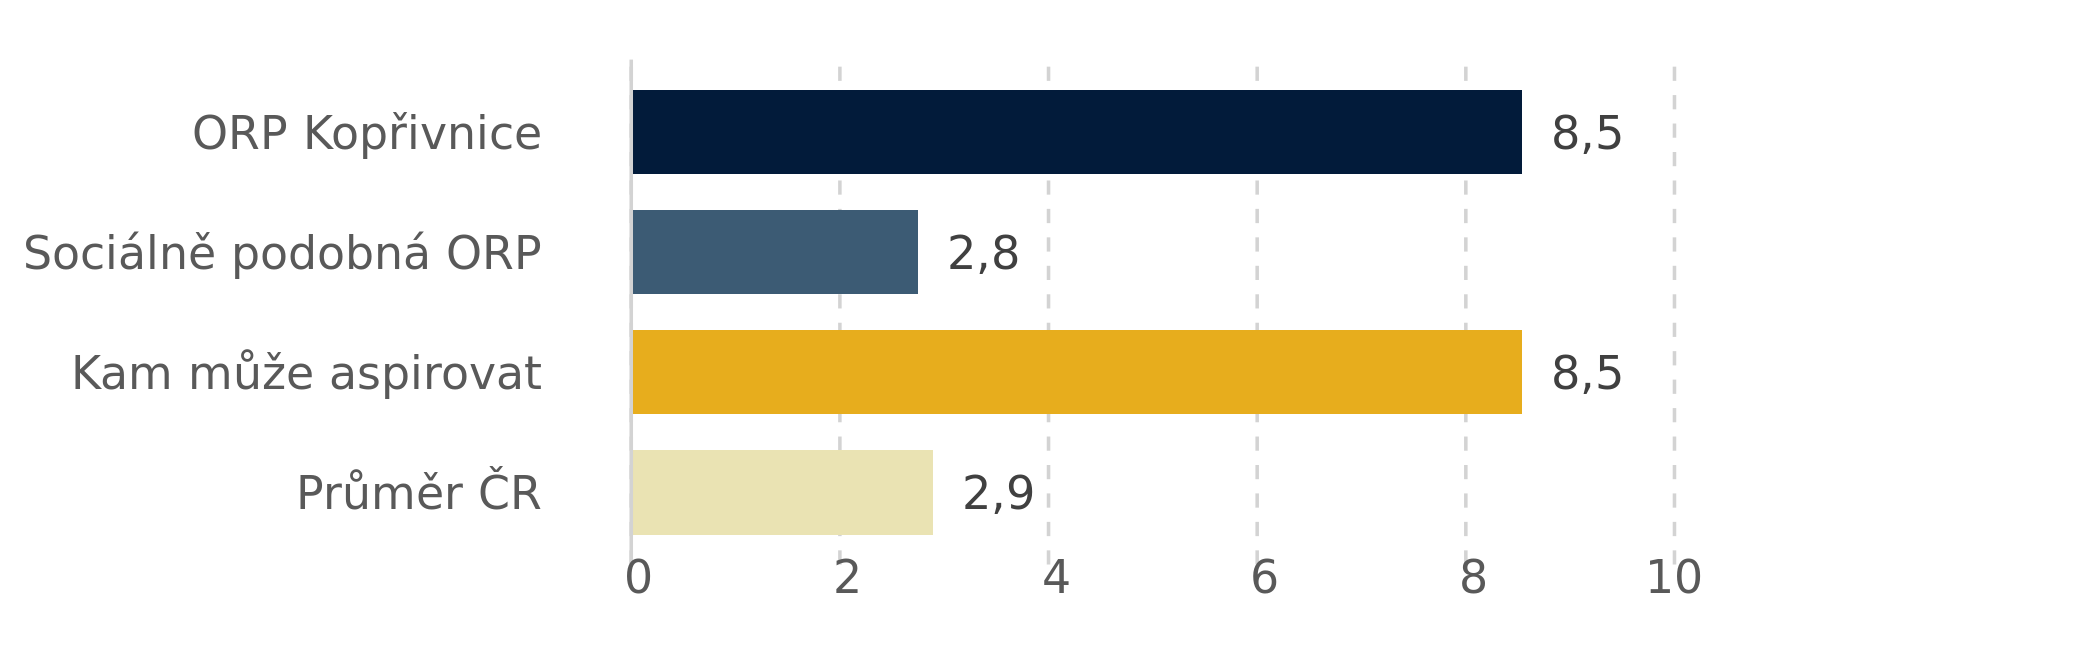 ORP Kopřivnice
8,5
Sociálně podobná ORP
2,8
Kam může aspirovat
8,5
Průměr ČR
2,9
0 2 4 6 8 10